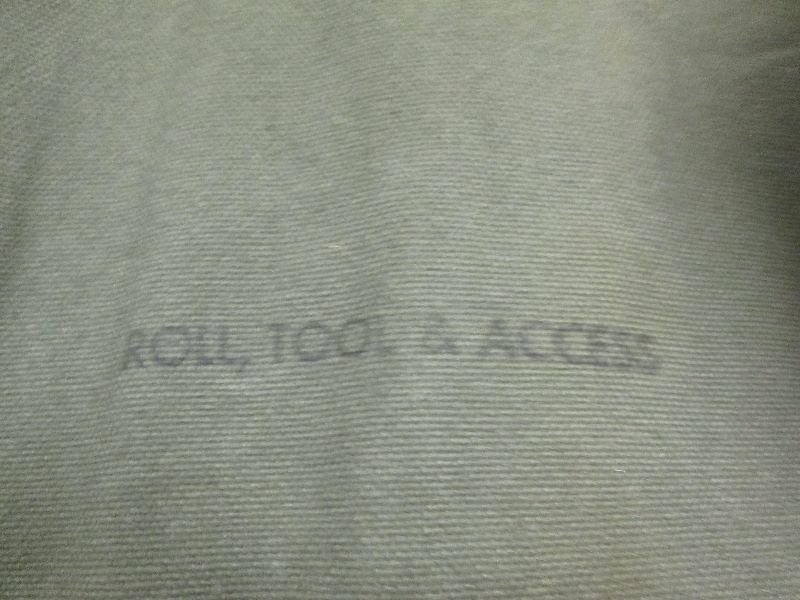 ROLL, TOOL & ACCESS